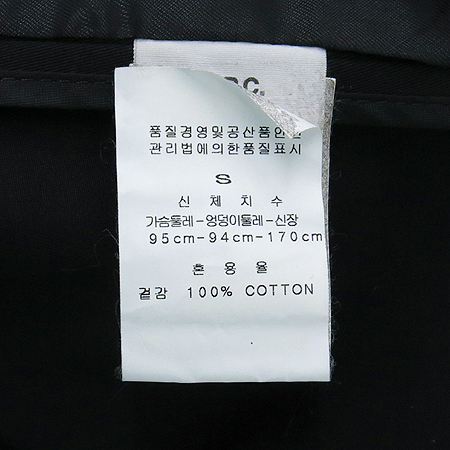 P.C.
품질경영및공산품안전
관리법에의한품질표시
S
신 체 치 수
가슴둘레-엉덩이둘레-신장
95cm-94cm-170cm
혼 용 율
겉감 100% COTTON